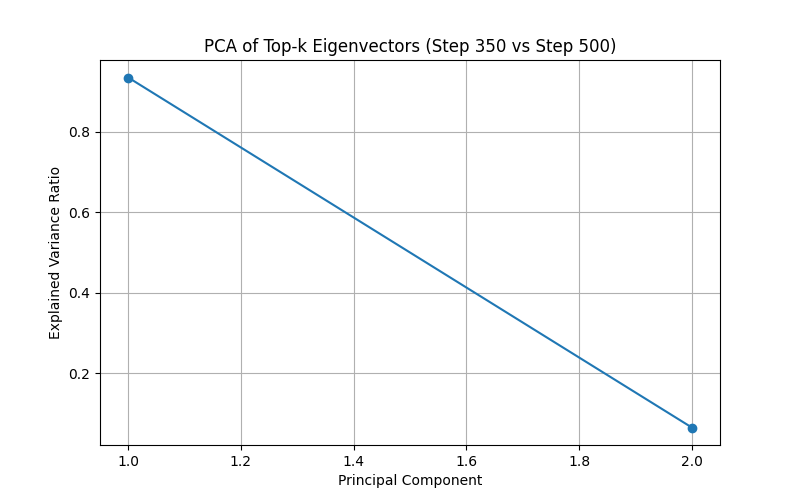 PCA of Top-k Eigenvectors (Step 350 vs Step 500)
Explained Variance Ratio
0.8
0.6
0.4
0.2
1.0 1.2 1.4 1.6 1.8 2.0
Principal Component